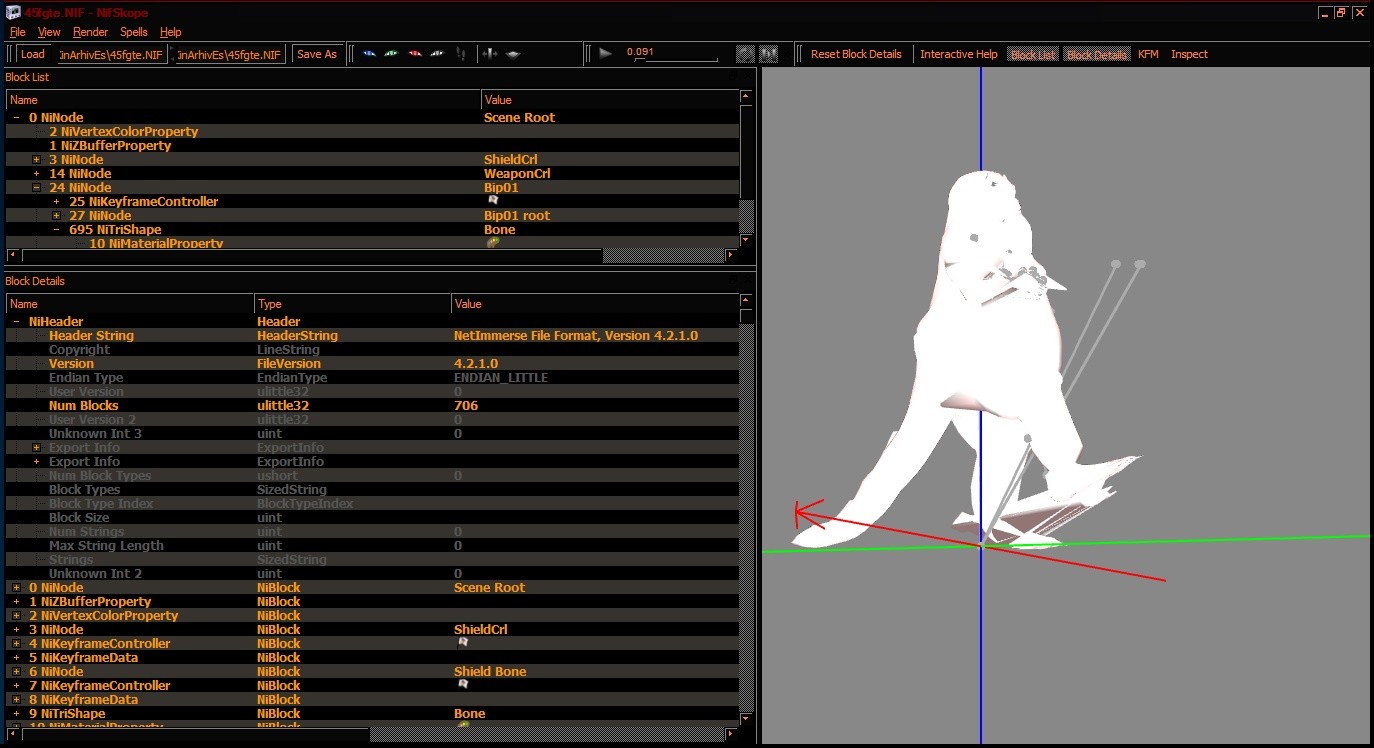 45fgte.NIF - NifSkope
File View Render Spells Help
Load inArhivEs\45fgte.NIF inArhivEs\45fgte.NIF Save As 0.091 Reset Block Details Interactive Help Block List Block Details KFM Inspect
Block List
Name Value
0 NiNode Scene Root
2 NiVertexColorProperty
1 NiZBufferProperty
3 NiNode ShieldCrl
14 NiNode WeaponCrl
24 NiNode Bip01
25 NiKeyframeController
27 NiNode Bip01 root
695 NiTriShape Bone
10 NiMaterialProperty
Block Details
Name Type Value
NiHeader Header
Header String HeaderString NetImmerse File Format, Version 4.2.1.0
Copyright LineString
Version FileVersion 4.2.1.0
Endian Type EndianType ENDIAN_LITTLE
User Version ulittle32 0
Num Blocks ulittle32 706
User Version 2 ulittle32 0
Unknown Int 3 uint 0
Export Info ExportInfo
Export Info ExportInfo
Num Block Types ushort 0
Block Types SizedString
Block Type Index BlockTypeIndex
Block Size uint
Num Strings uint 0
Max String Length uint 0
Strings SizedString
Unknown Int 2 uint 0
0 NiNode NiBlock Scene Root
1 NiZBufferProperty NiBlock
2 NiVertexColorProperty NiBlock
3 NiNode NiBlock ShieldCrl
4 NiKeyframeController NiBlock
5 NiKeyframeData NiBlock
6 NiNode NiBlock Shield Bone
7 NiKeyframeController NiBlock
8 NiKeyframeData NiBlock
9 NiTriShape NiBlock Bone
10 NiMaterialProperty NiBlock